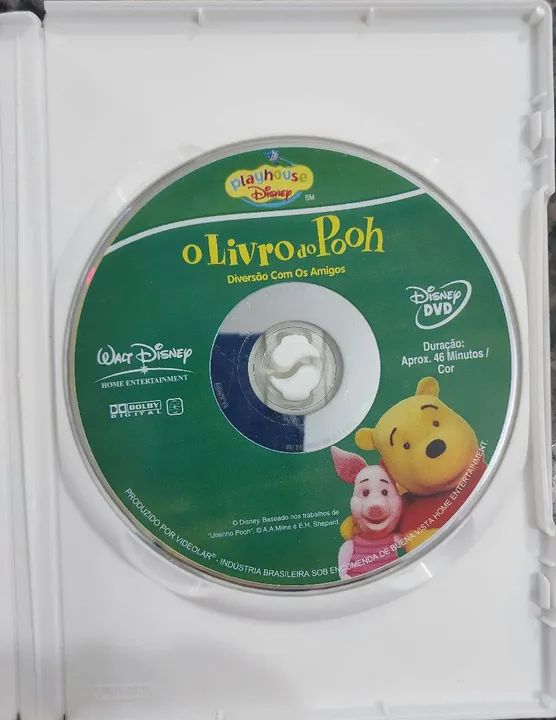 playhouse
Disney
SM
O Livro do Pooh
Diversão Com Os Amigos
Disney
DVD
Duração:
Aprox. 46 Minutos /
Cor
WALT DISNEY
HOME ENTERTAINMENT
DOLBY
DIGITAL
© Disney. Baseado nos trabalhos de
"Ursinho Pooh", © A.A.Milne e E.H. Shepard.
PRODUZIDO POR VIDEOLAR® - INDÚSTRIA BRASILEIRA SOB ENCOMENDA DE BUENA VISTA HOME ENTERTAINMENT.